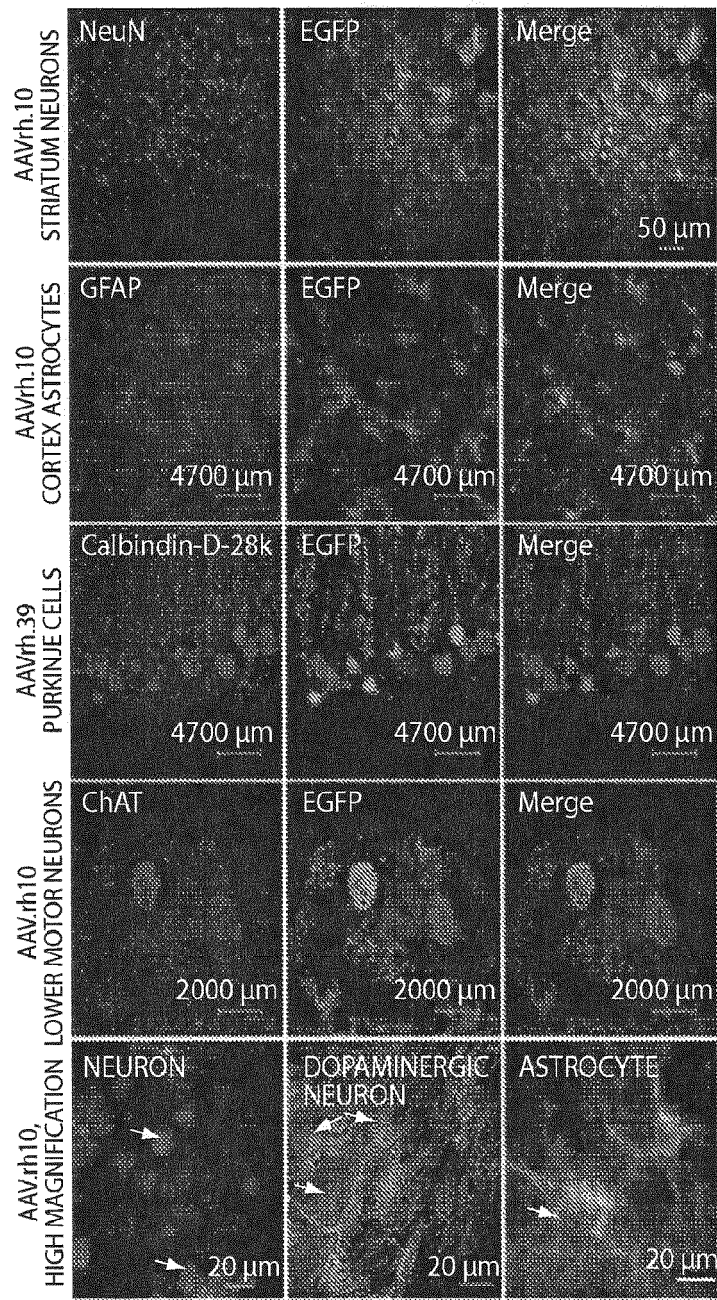 AAVrh.10
STRIATUM NEURONS
NeuN
EGFP
Merge
50 µm
AAVrh.10
CORTEX ASTROCYTES
GFAP
EGFP
Merge
4700 µm
4700 µm
4700 µm
AAVrh.39
PURKINJE CELLS
Calbindin-D-28k
EGFP
Merge
4700 µm
4700 µm
4700 µm
AAV.rh10
LOWER MOTOR NEURONS
ChAT
EGFP
Merge
2000 µm
2000 µm
2000 µm
AAV.rh10,
HIGH MAGNIFICATION
NEURON
DOPAMINERGIC
NEURON
ASTROCYTE
20 µm
20 µm
20 µm